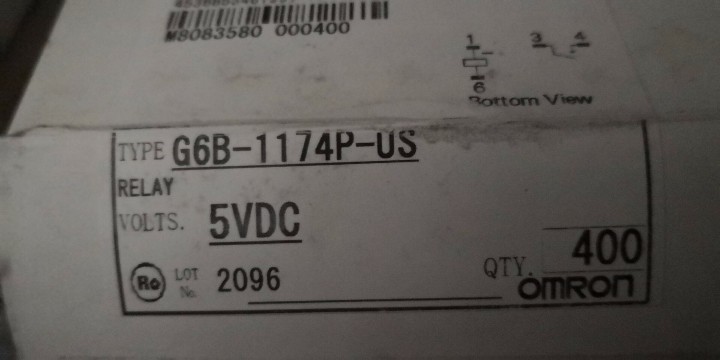 M8083580 000400
1 3 4
6
Bottom View
TYPE G6B-1174P-US
RELAY
VOLTS. 5VDC
QTY. 400
Ro LOT No. 2096
OMRON